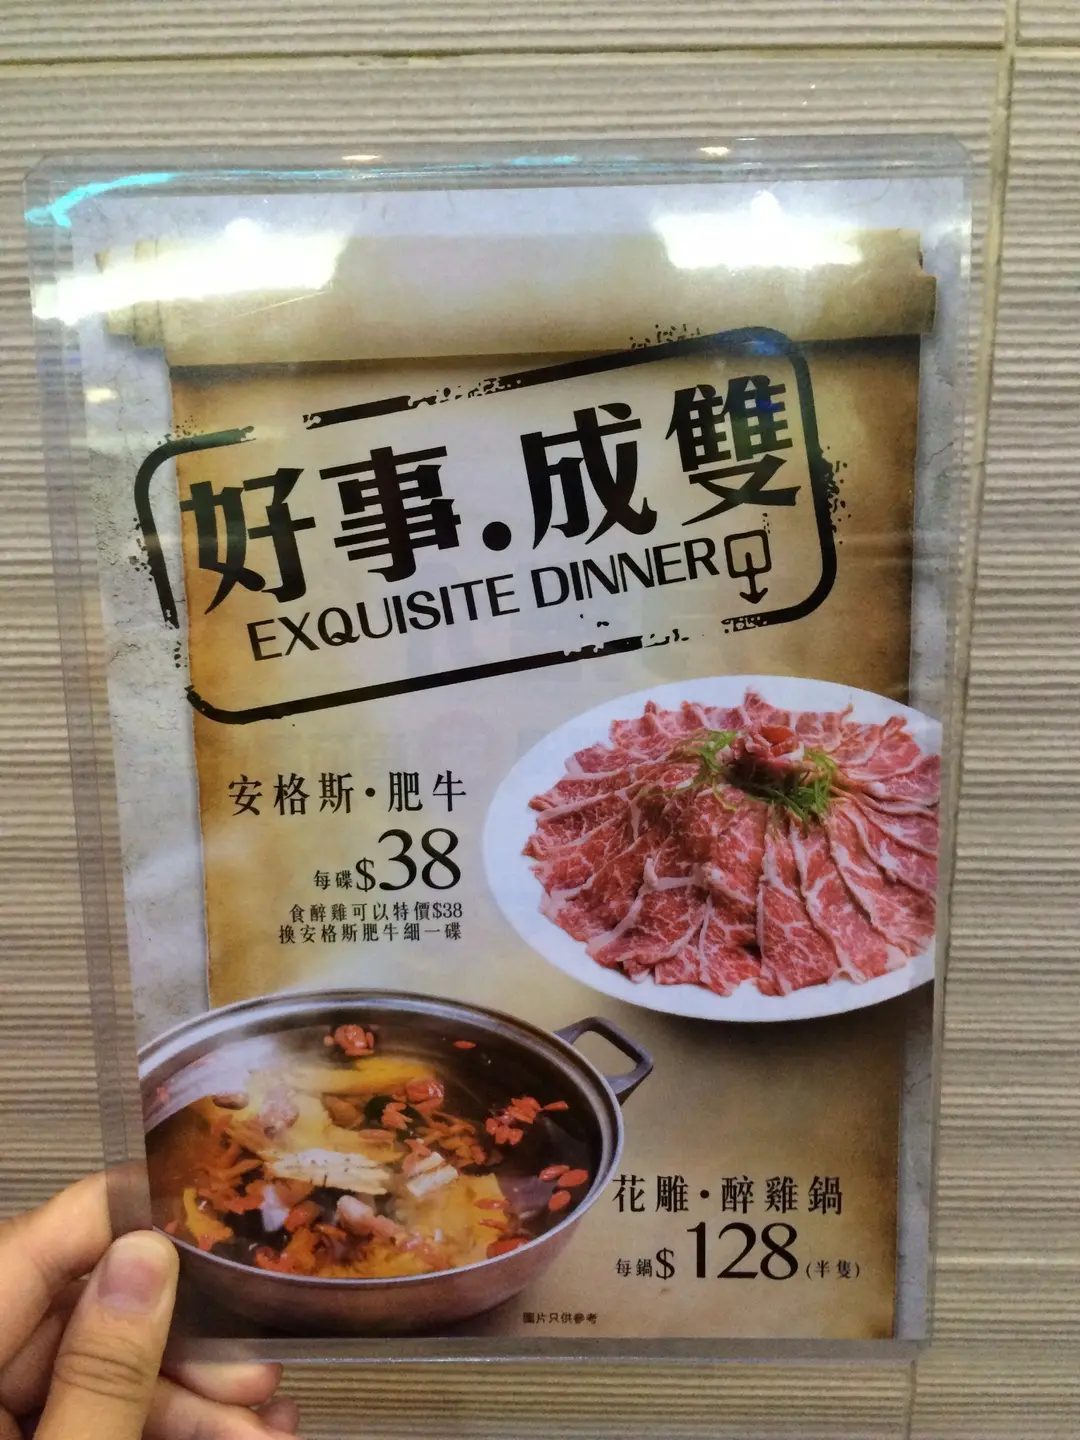 好事.成雙
EXQUISITE DINNER
安格斯·肥牛
每碟$38
食醉雞可以特價$38
換安格斯肥牛細一碟
花雕·醉雞鍋
每鍋$128(半隻)
圖片只供參考